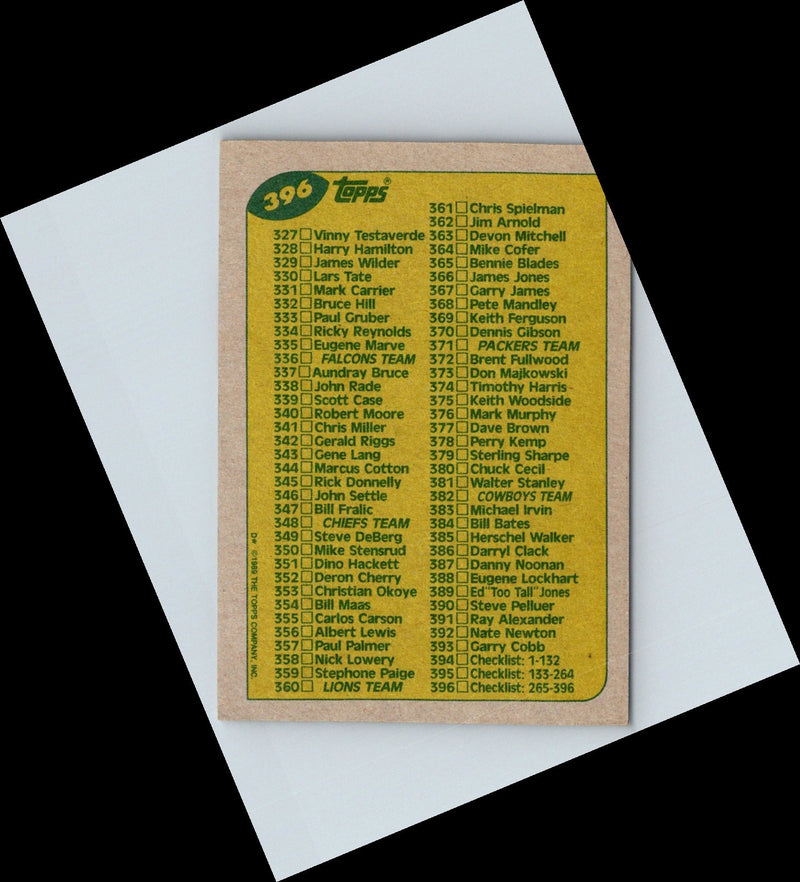 396
TOPPS®
327 Vinny Testaverde
328 Harry Hamilton
329 James Wilder
330 Lars Tate
331 Mark Carrier
332 Bruce Hill
333 Paul Gruber
334 Ricky Reynolds
335 Eugene Marve
336 FALCONS TEAM
337 Aundray Bruce
338 John Rade
339 Scott Case
340 Robert Moore
341 Chris Miller
342 Gerald Riggs
343 Gene Lang
344 Marcus Cotton
345 Rick Donnelly
346 John Settle
347 Bill Fralic
348 CHIEFS TEAM
349 Steve DeBerg
350 Mike Stensrud
351 Dino Hackett
352 Deron Cherry
353 Christian Okoye
354 Bill Maas
355 Carlos Carson
356 Albert Lewis
357 Paul Palmer
358 Nick Lowery
359 Stephone Paige
360 LIONS TEAM
361 Chris Spielman
362 Jim Arnold
363 Devon Mitchell
364 Mike Cofer
365 Bennie Blades
366 James Jones
367 Garry James
368 Pete Mandley
369 Keith Ferguson
370 Dennis Gibson
371 PACKERS TEAM
372 Brent Fullwood
373 Don Majkowski
374 Timothy Harris
375 Keith Woodside
376 Mark Murphy
377 Dave Brown
378 Perry Kemp
379 Sterling Sharpe
380 Chuck Cecil
381 Walter Stanley
382 COWBOYS TEAM
383 Michael Irvin
384 Bill Bates
385 Herschel Walker
386 Darryl Clack
387 Danny Noonan
388 Eugene Lockhart
389 Ed "Too Tall" Jones
390 Steve Pelluer
391 Ray Alexander
392 Nate Newton
393 Garry Cobb
394 Checklist: 1-132
395 Checklist: 133-264
396 Checklist: 265-396
D* ©1989 THE TOPPS COMPANY, INC.